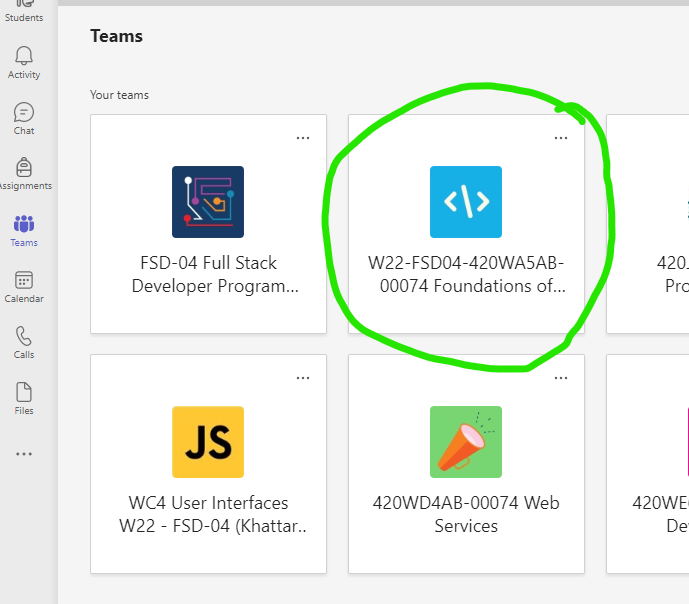 Students
Activity
Chat
Assignments
Teams
Calendar
Calls
Files
Teams
Your teams
FSD-04 Full Stack
Developer Program...
W22-FSD04-420WA5AB-
00074 Foundations of...
420J
Pro
JS
WC4 User Interfaces
W22 - FSD-04 (Khattar..
420WD4AB-00074 Web
Services
420WE
De